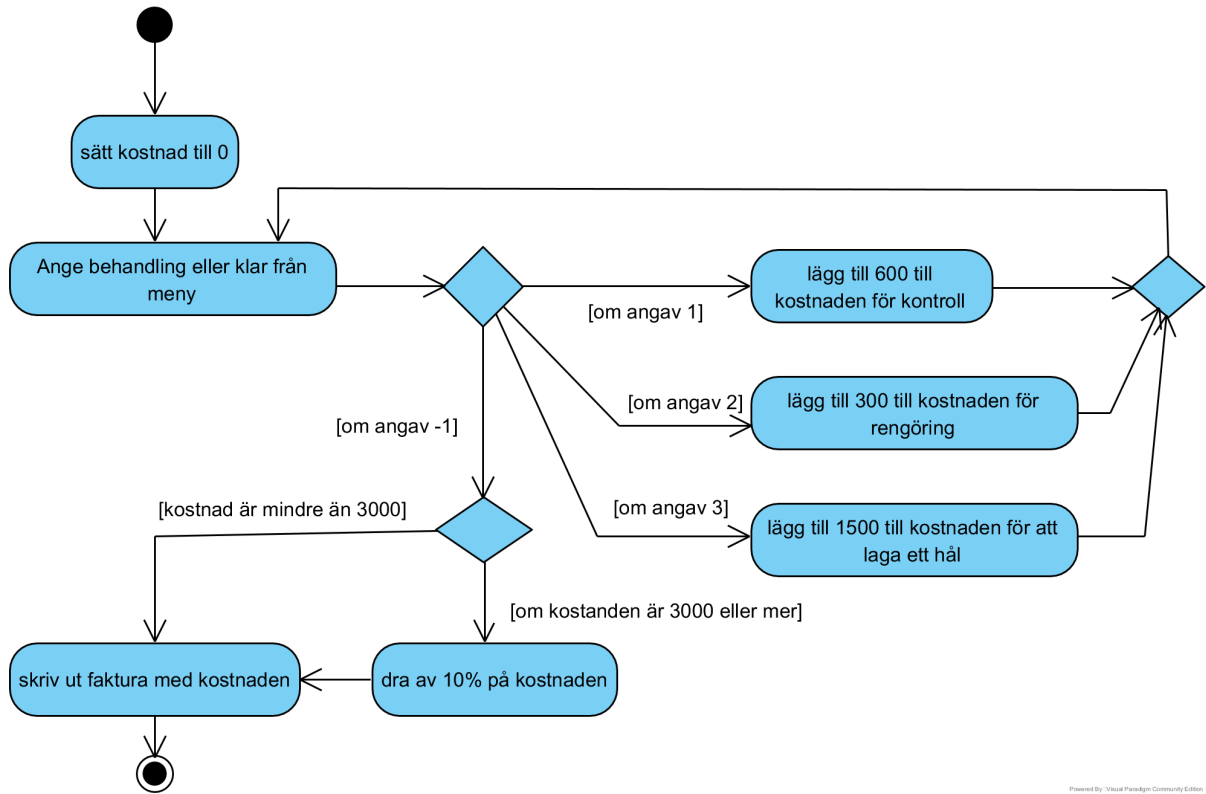 sätt kostnad till 0
Ange behandling eller klar från
meny
lägg till 600 till
kostnaden för kontroll
[om angav 1]
[om angav 2]
lägg till 300 till kostnaden för
rengöring
[om angav -1]
[kostnad är mindre än 3000]
[om angav 3]
lägg till 1500 till kostnaden för att
laga ett hål
[om kostanden är 3000 eller mer]
skriv ut faktura med kostnaden
dra av 10% på kostnaden
Powered By Visual Paradigm Community Edition